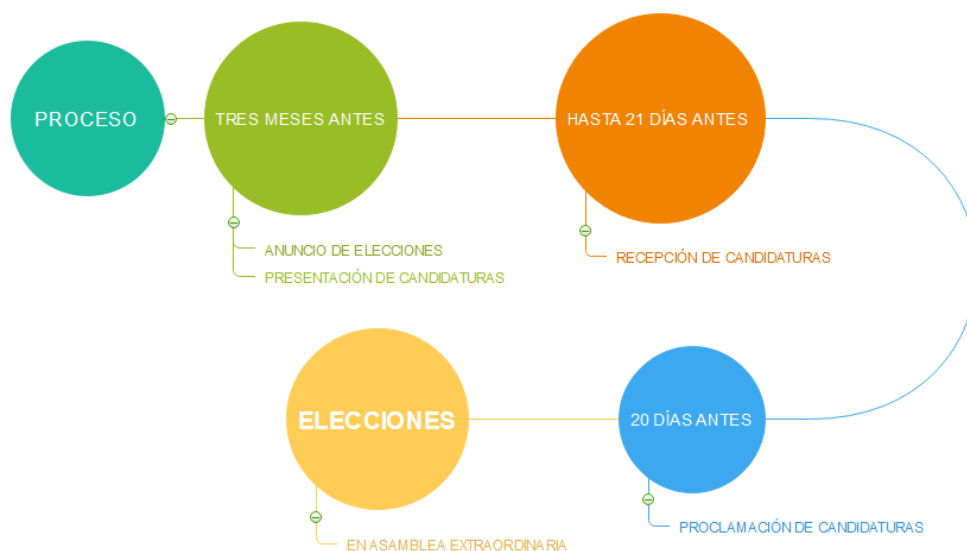 PROCESO
TRES MESES ANTES
ANUNCIO DE ELECCIONES
PRESENTACIÓN DE CANDIDATURAS
HASTA 21 DÍAS ANTES
RECEPCIÓN DE CANDIDATURAS
20 DÍAS ANTES
PROCLAMACIÓN DE CANDIDATURAS
ELECCIONES
EN ASAMBLEA EXTRAORDINARIA